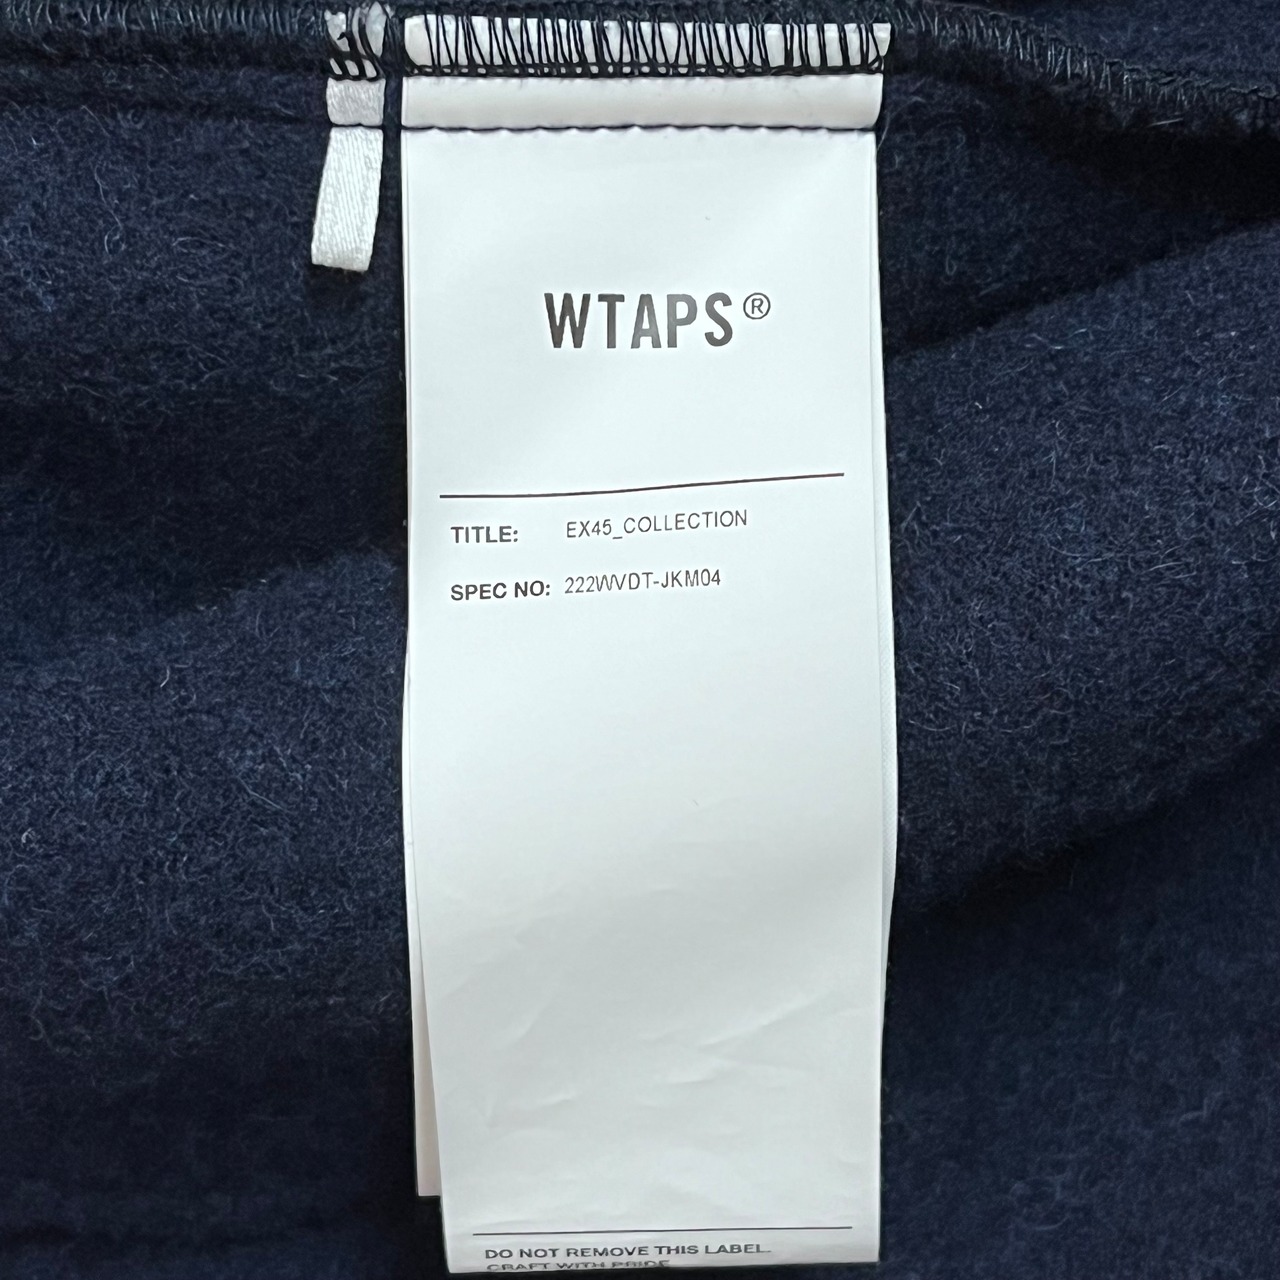 WTAPS®
TITLE: EX45_COLLECTION
SPEC NO: 222WVDT-JKM04
DO NOT REMOVE THIS LABEL.
CRAFT WITH PRIDE